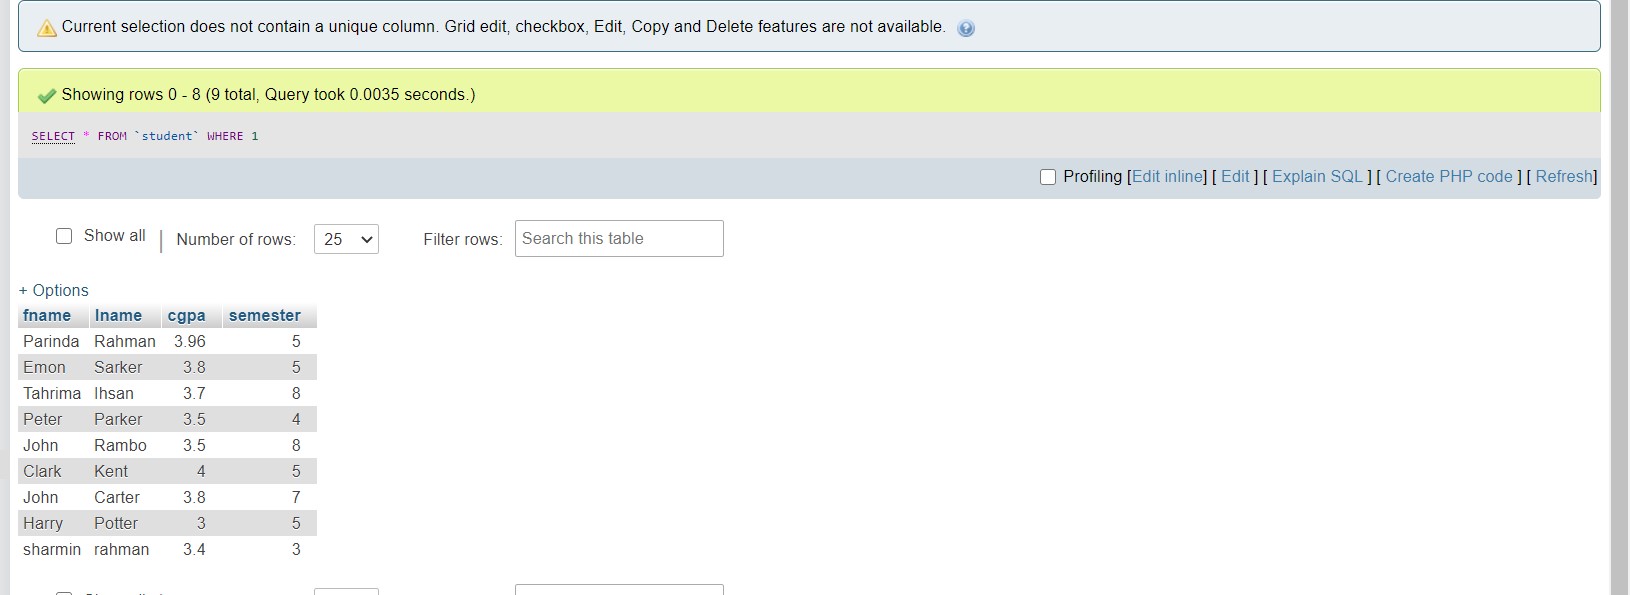 Current selection does not contain a unique column. Grid edit, checkbox, Edit, Copy and Delete features are not available.
Showing rows 0 - 8 (9 total, Query took 0.0035 seconds.)
SELECT * FROM `student` WHERE 1
Profiling [Edit inline] [ Edit ] [ Explain SQL ] [ Create PHP code ] [ Refresh]
Show all | Number of rows: 25 Filter rows: Search this table
+ Options
fname lname cgpa semester
Parinda Rahman 3.96 5
Emon Sarker 3.8 5
Tahrima Ihsan 3.7 8
Peter Parker 3.5 4
John Rambo 3.5 8
Clark Kent 4 5
John Carter 3.8 7
Harry Potter 3 5
sharmin rahman 3.4 3